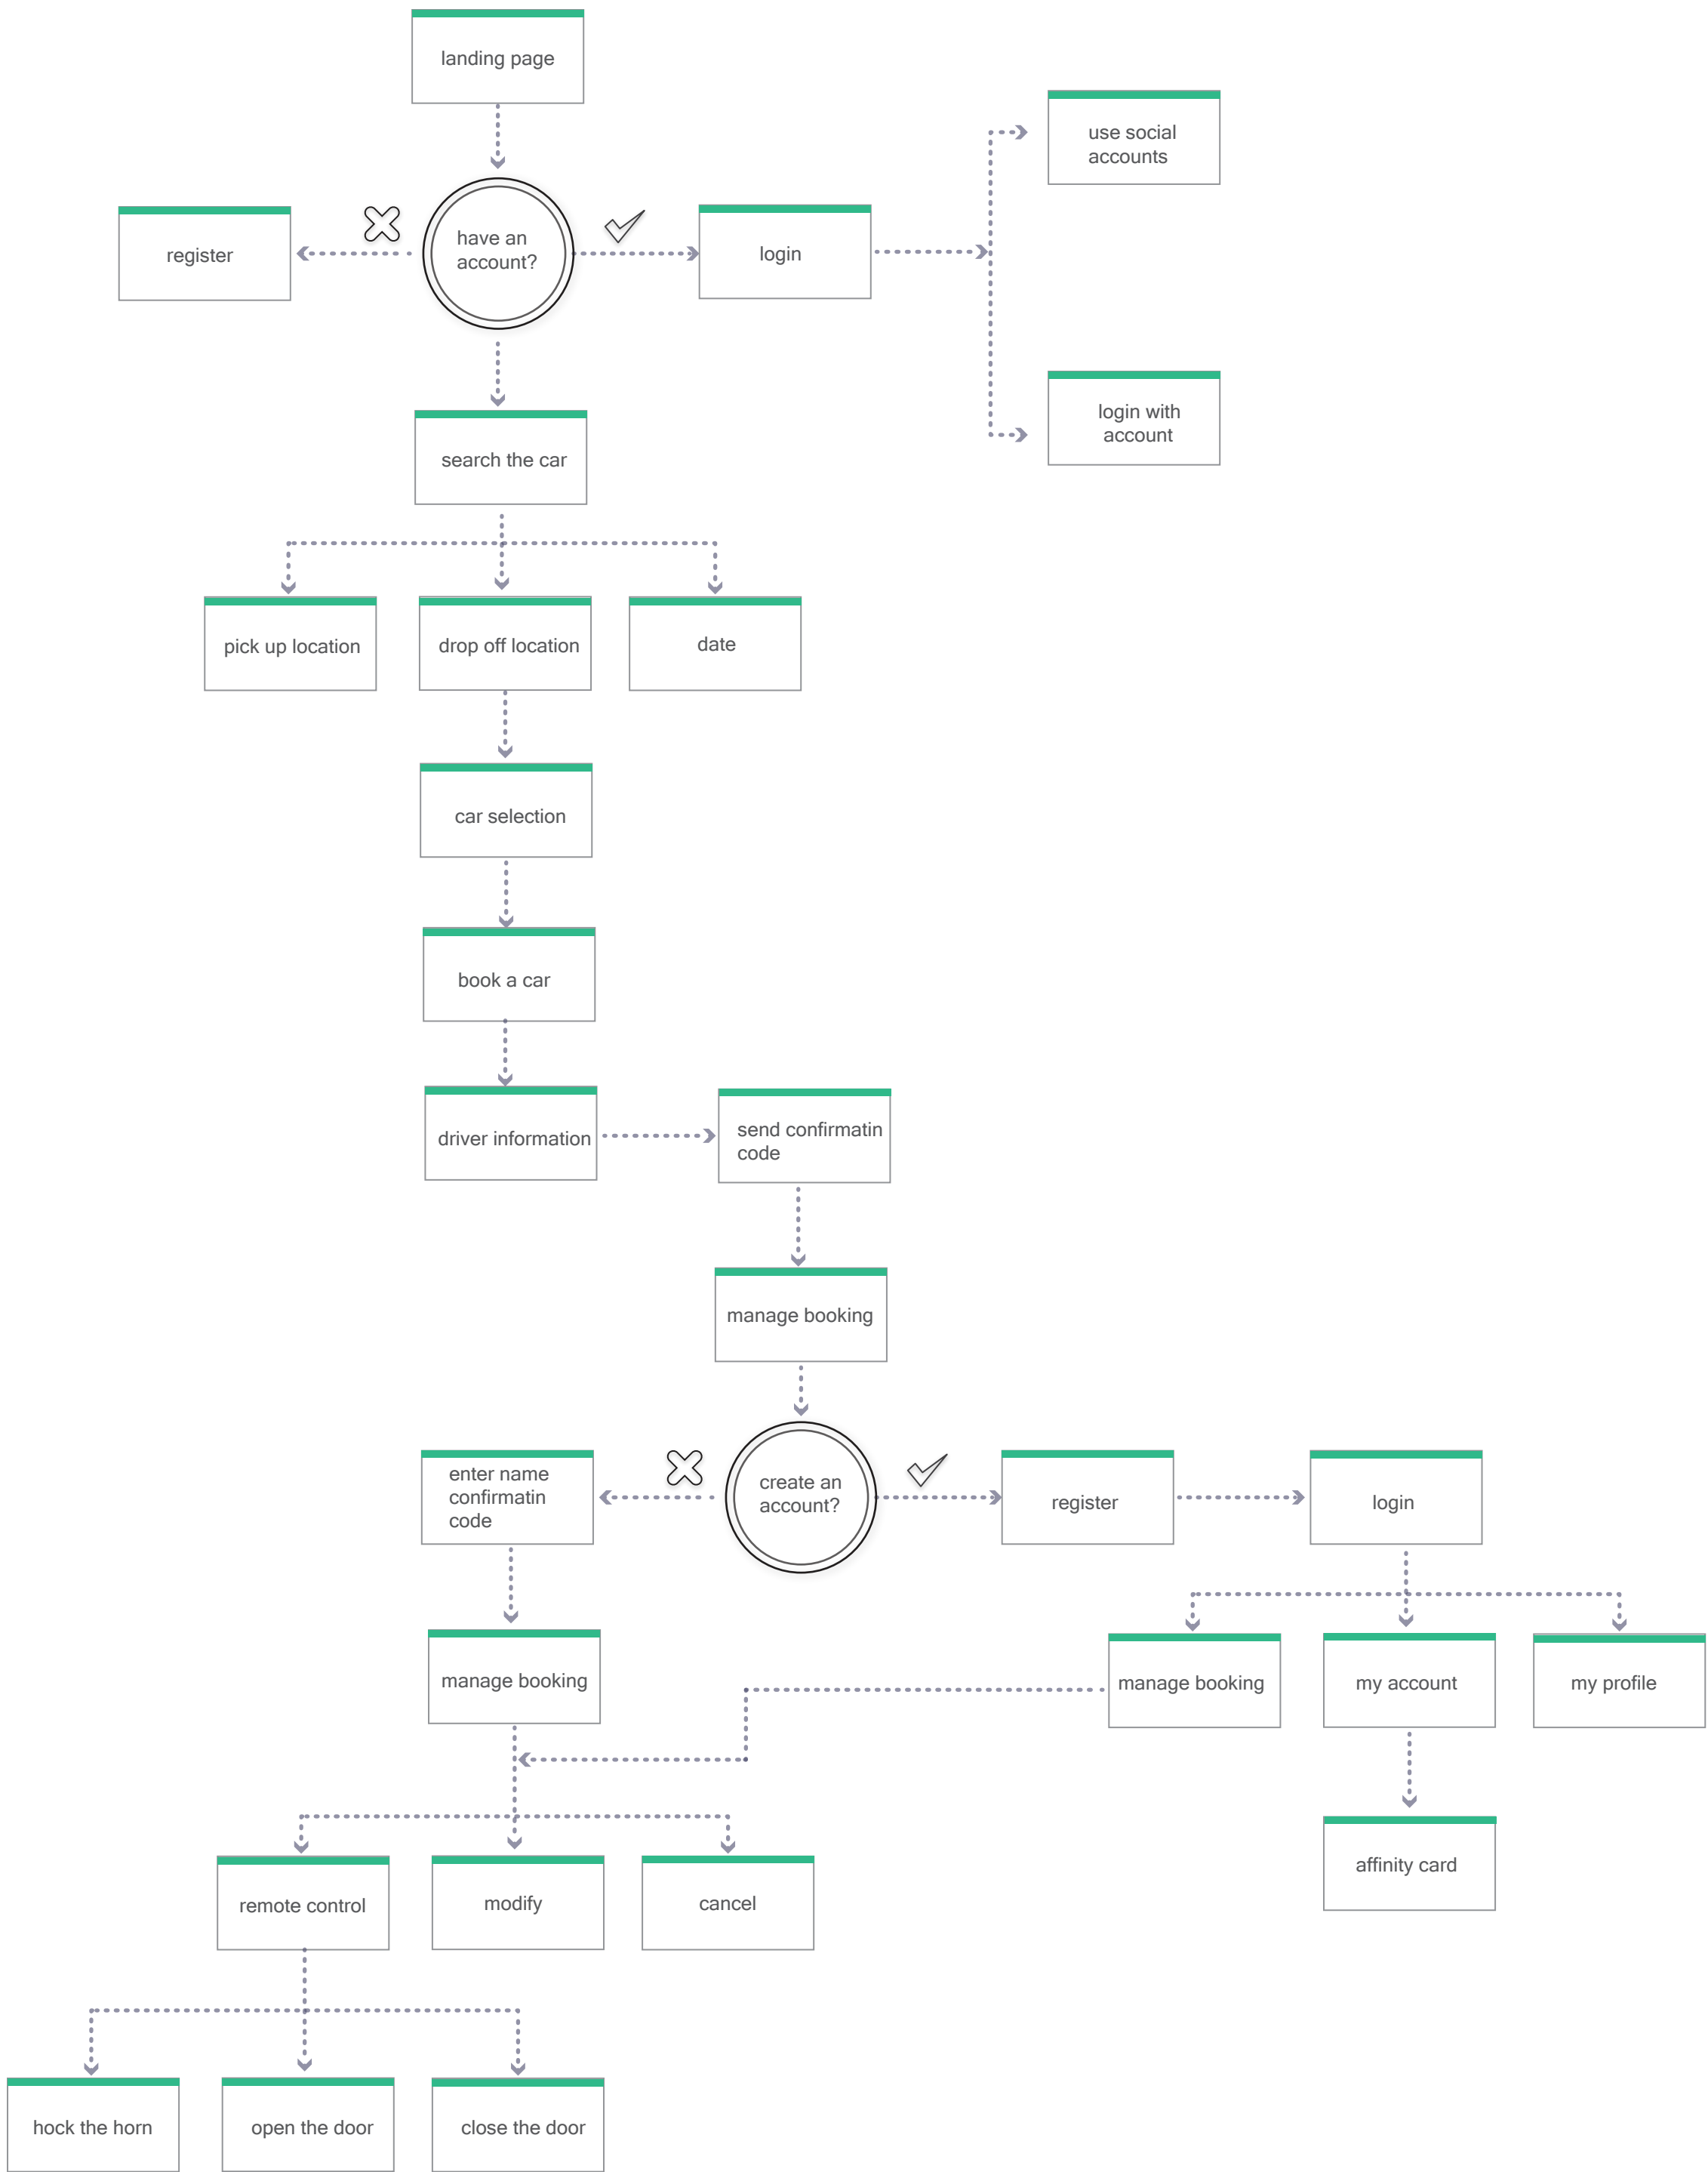 landing page
use social
accounts
register
have an
account?
login
login with
account
search the car
pick up location
drop off location
date
car selection
book a car
driver information
send confirmatin
code
manage booking
enter name
confirmatin
code
create an
account?
register
login
manage booking
manage booking
my account
my profile
remote control
modify
cancel
affinity card
hock the horn
open the door
close the door